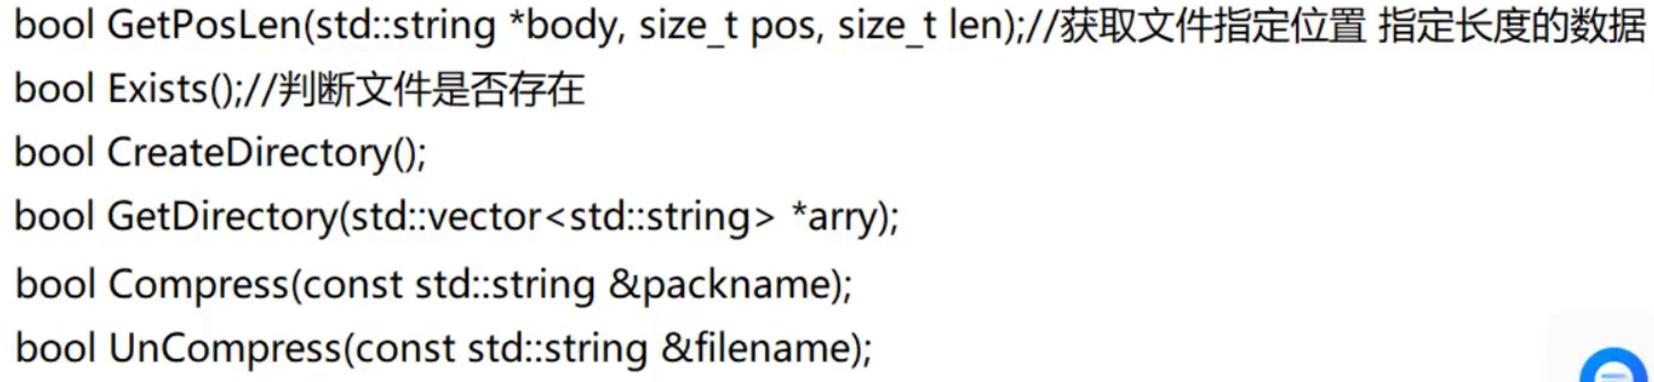 bool GetPosLen(std::string *body, size_t pos, size_t len);//获取文件指定位置 指定长度的数据
bool Exists();//判断文件是否存在
bool CreateDirectory();
bool GetDirectory(std::vector<std::string> *arry);
bool Compress(const std::string &packname);
bool UnCompress(const std::string &filename);